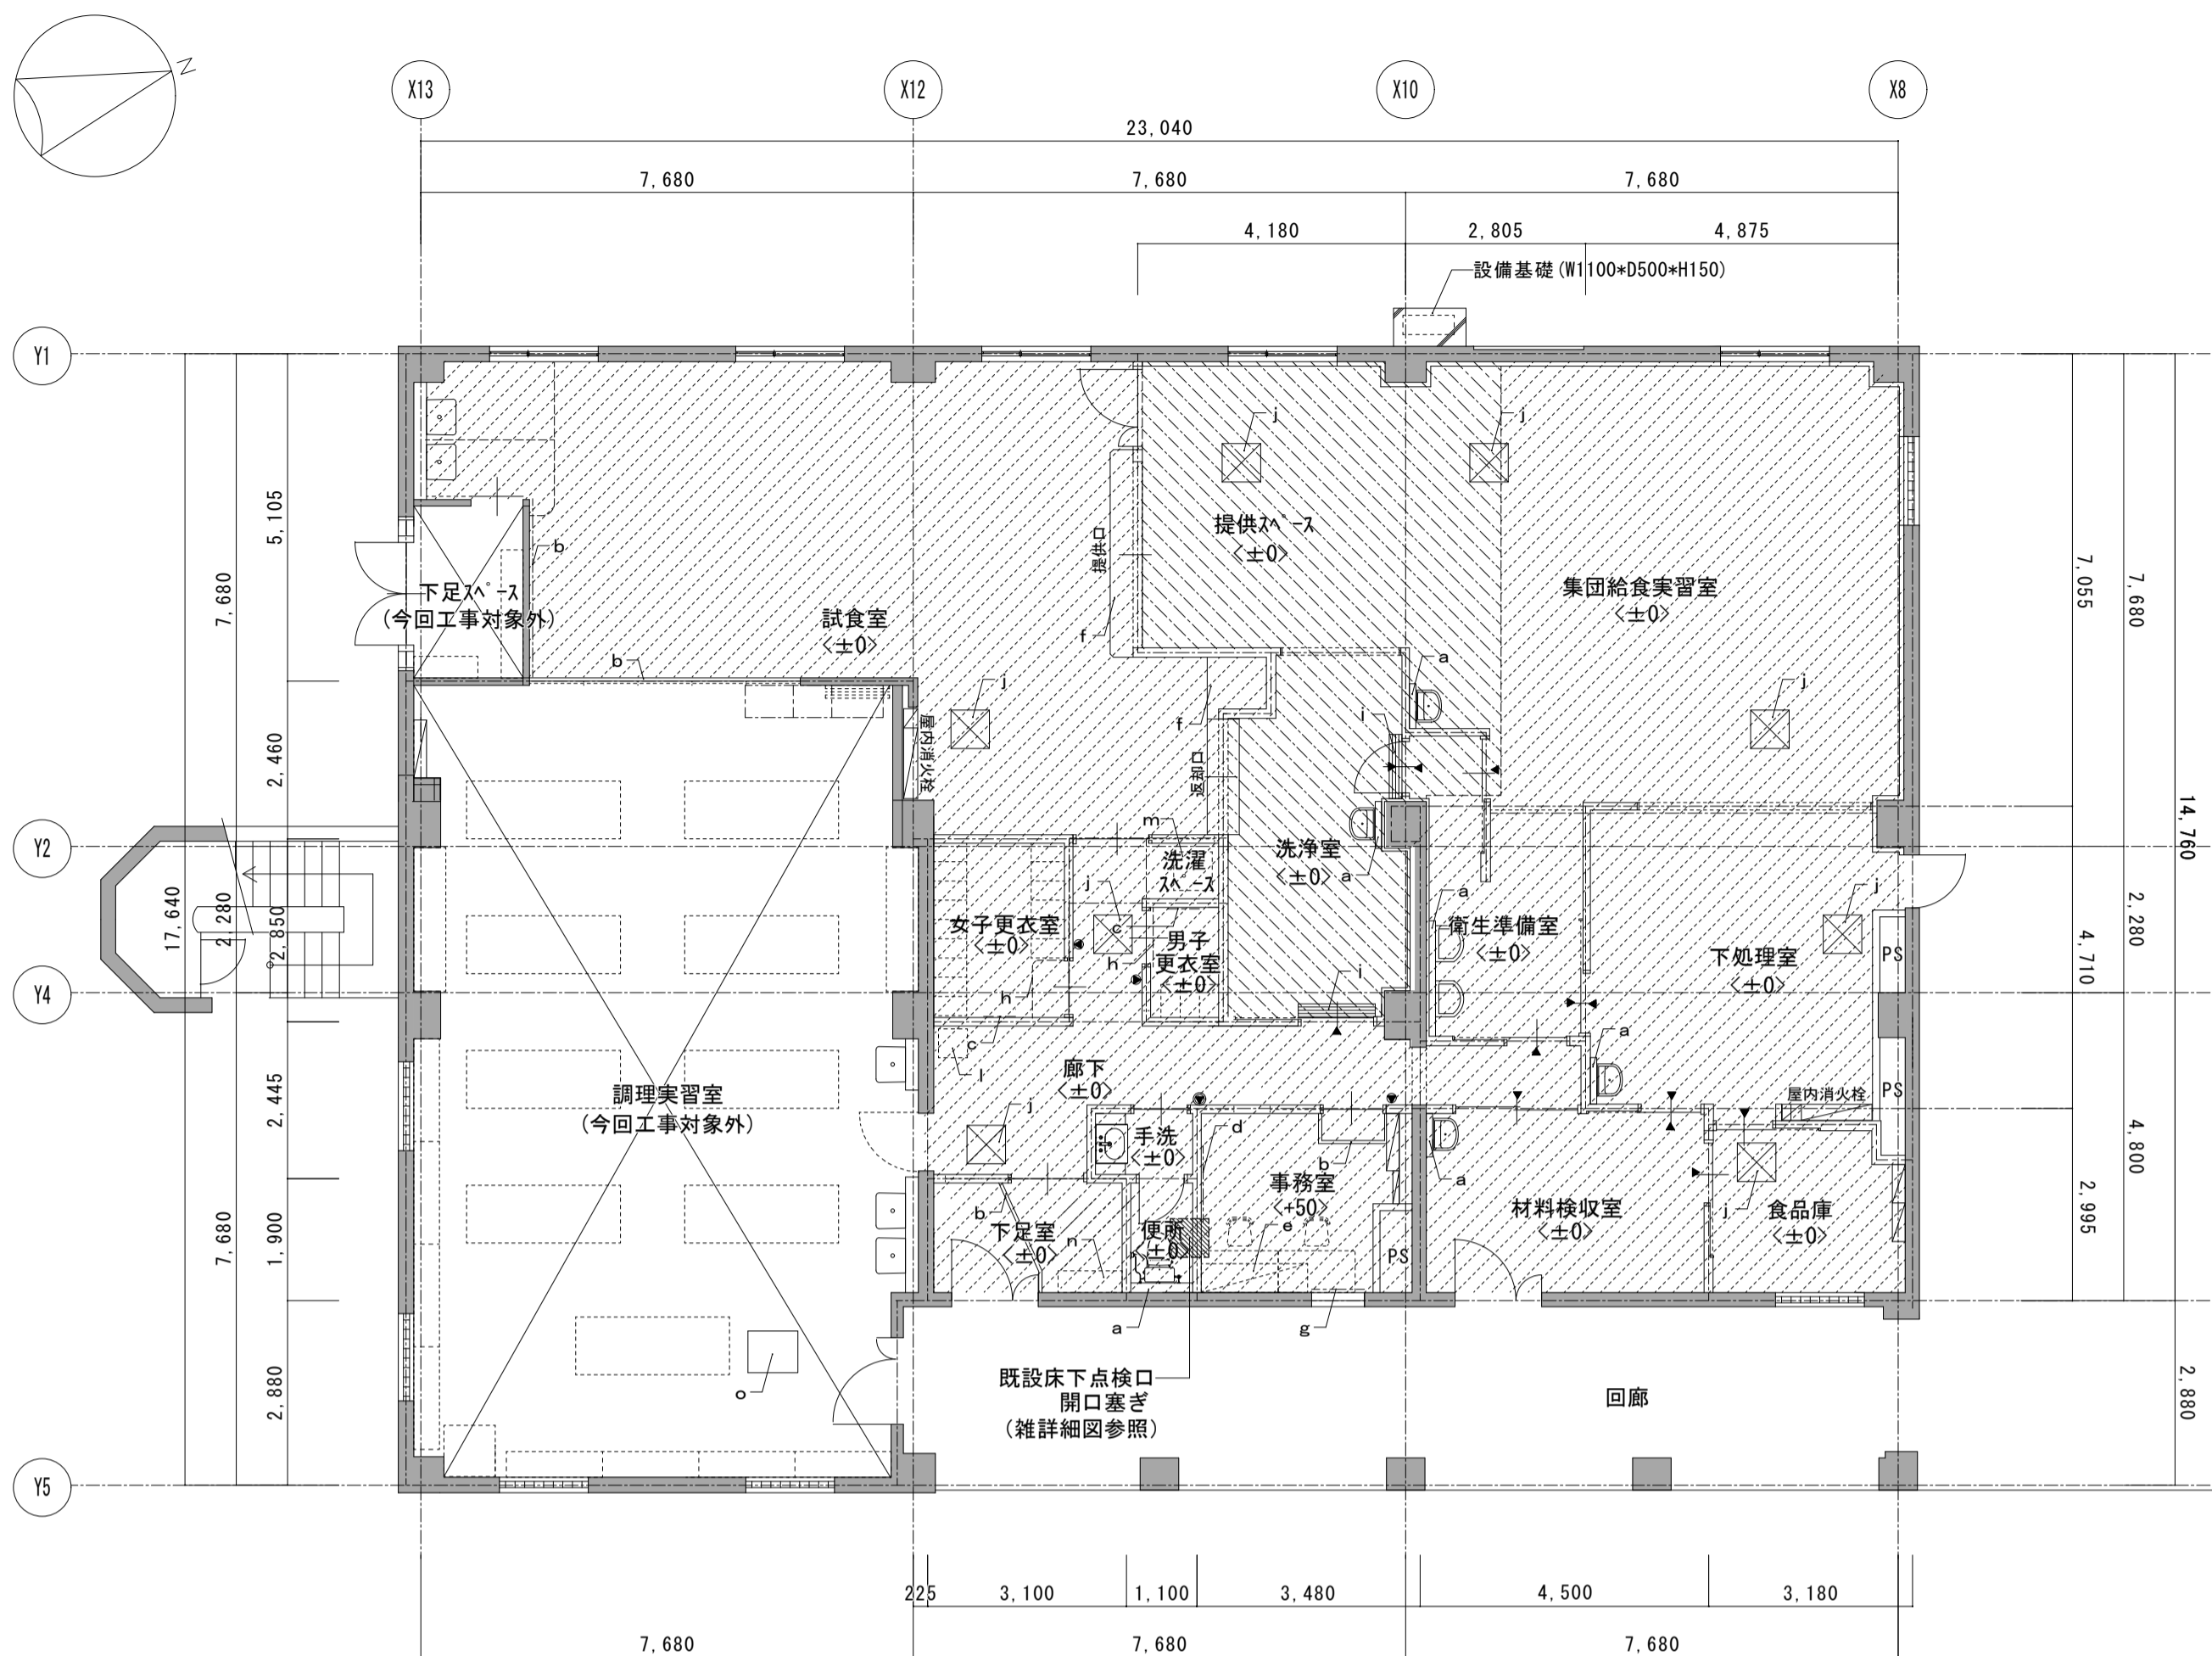 N
X13
X12
X10
X8
23,040
7,680
7,680
7,680
4,180
2,805
4,875
設備基礎(W1100*D500*H150)
Y1
Y2
Y4
Y5
17,640
7,680
2,280
7,680
5,105
2,460
2,850
2,445
1,900
2,880
7,055
4,710
2,995
7,680
2,280
4,800
14,760
2,880
j
j
提供スペース
<±0>
提供口
集団給食実習室
<±0>
b
下足スペース
(今回工事対象外)
試食室
<±0>
f
b
a
j
j
f
i
屋内消火栓
返却口
m
洗濯
スペース
洗浄室
<±0>
a
a
j
j
女子更衣室
<±0>
c
男子
更衣室
<±0>
h
h
衛生準備室
<±0>
下処理室
<±0>
PS
i
c
l
廊下
<±0>
a
PS
屋内消火栓
調理実習室
(今回工事対象外)
j
手洗
<±0>
d
b
事務室
<+50>
a
材料検収室
<±0>
j
食品庫
<±0>
b
下足室
<±0>
n
便所
<±0>
e
PS
a
g
既設床下点検口
開口塞ぎ
(雑詳細図参照)
回廊
o
225
3,100
1,100
3,480
4,500
3,180
7,680
7,680
7,680